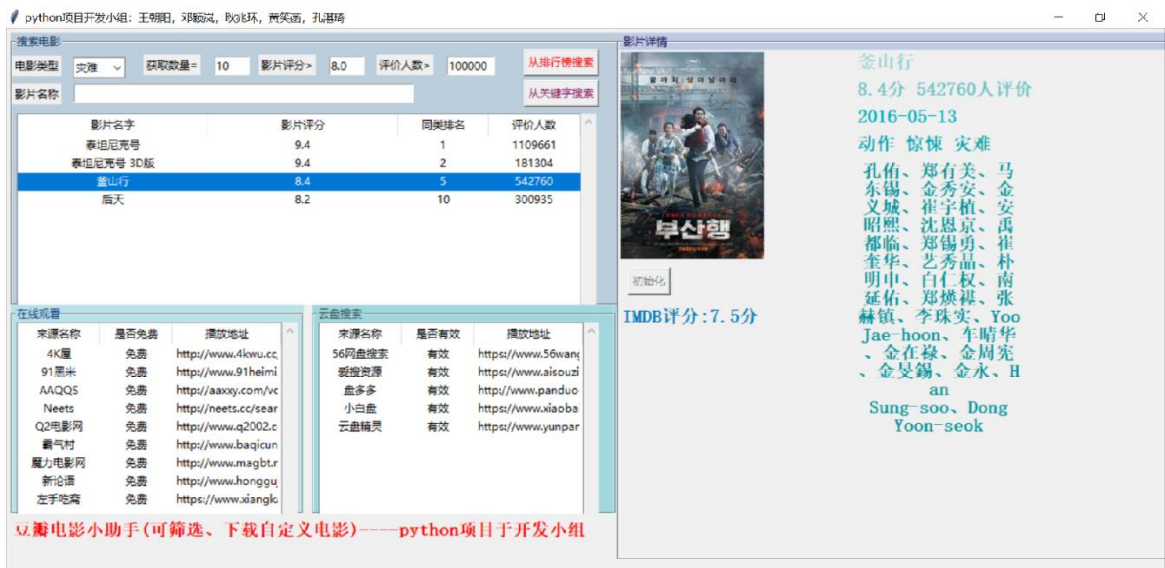 python项目开发小组：王朝阳，邓颖岚，耿兆环，黄笑函，孔湛琦
搜索电影
电影类型 灾难 获取数量= 10 影片评分> 8.0 评价人数> 100000 从排行榜搜索
影片名称 从关键字搜索
影片名字 影片评分 同类排名 评价人数
泰坦尼克号 9.4 1 1109661
泰坦尼克号 3D版 9.4 2 181304
釜山行 8.4 5 542760
后天 8.2 10 300935
在线观看
来源名称 是否免费 播放地址
4K屋 免费 http://www.4kwu.cc,
91黑米 免费 http://www.91heimi
AAQQS 免费 http://aaxxy.com/vc
Neets 免费 http://neets.cc/sear
Q2电影网 免费 http://www.q2002.c
霸气村 免费 http://www.baqicun
魔力电影网 免费 http://www.magbt.r
新论语 免费 http://www.honggu
左手吃鸾 免费 https://www.xiangk
云盘搜索
来源名称 是否有效 播放地址
56网盘搜索 有效 https://www.56wang
爱搜资源 有效 https://www.aisouzi
盘多多 有效 http://www.panduo
小白盘 有效 https://www.xiaoba
云盘精灵 有效 https://www.yunpar
豆瓣电影小助手(可筛选、下载自定义电影)----python项目于开发小组
影片详情
끝까지 살아남아라
부산행
初始化
IMDB评分:7.5分
釜山行
8.4分 542760人评价
2016-05-13
动作 惊悚 灾难
孔侑、郑有美、马
东锡、金秀安、金
义城、崔宇植、安
昭熙、沈恩京、禹
都临、郑锡勇、崔
奎华、艺秀晶、朴
明申、白仁权、南
延佑、郑煐祺、张
赫镇、李珠实、Yoo
Jae-hoon、车晴华
、金在禄、金周宪
、金旻錫、金永、H
an
Sung-soo、Dong
Yoon-seok